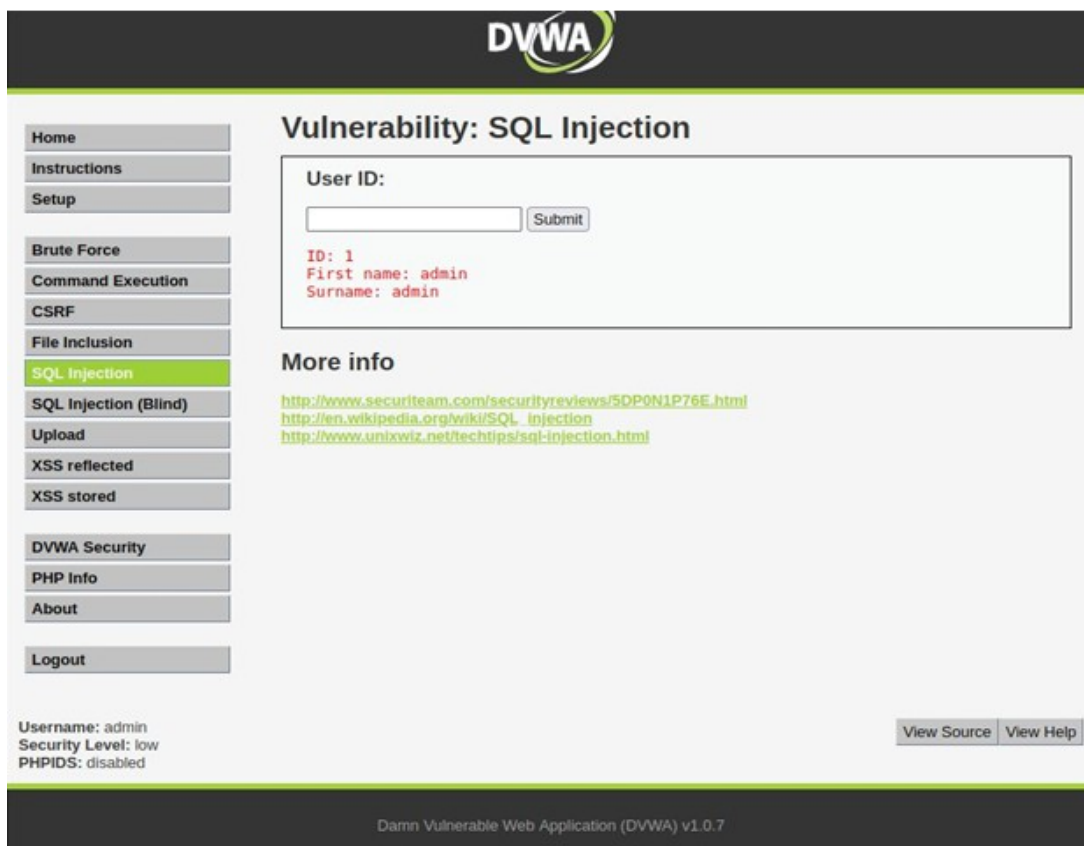 DVWA
Home
Instructions
Setup
Brute Force
Command Execution
CSRF
File Inclusion
SQL Injection
SQL Injection (Blind)
Upload
XSS reflected
XSS stored
DVWA Security
PHP Info
About
Logout
Vulnerability: SQL Injection
User ID:
Submit
ID: 1
First name: admin
Surname: admin
More info
http://www.securiteam.com/securityreviews/5DP0N1P76E.html
http://en.wikipedia.org/wiki/SQL_injection
http://www.unixwiz.net/techtips/sql-injection.html
Username: admin
Security Level: low
PHPIDS: disabled
View Source View Help
Damn Vulnerable Web Application (DVWA) v1.0.7